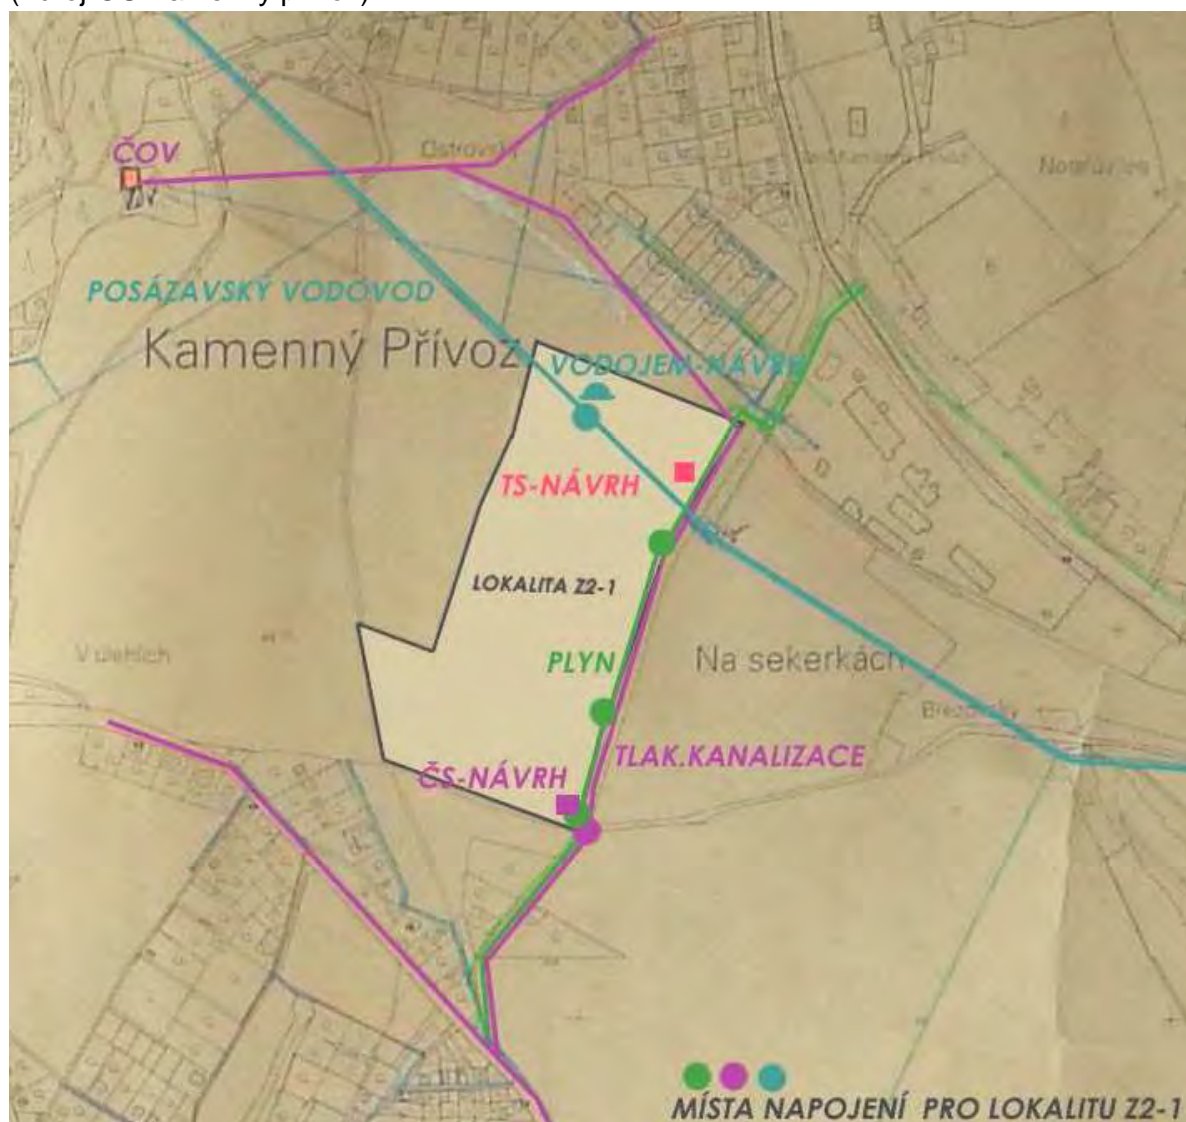 ČOV
POSÁZAVSKÝ VODOVOD
Kamenný Přívoz
VODOJEM-NÁVRH
TS-NÁVRH
LOKALITA Z2-1
V úlehlích
PLYN
Na sekerkách
TLAK.KANALIZACE
ČS-NÁVRH
MÍSTA NAPOJENÍ PRO LOKALITU Z2-1